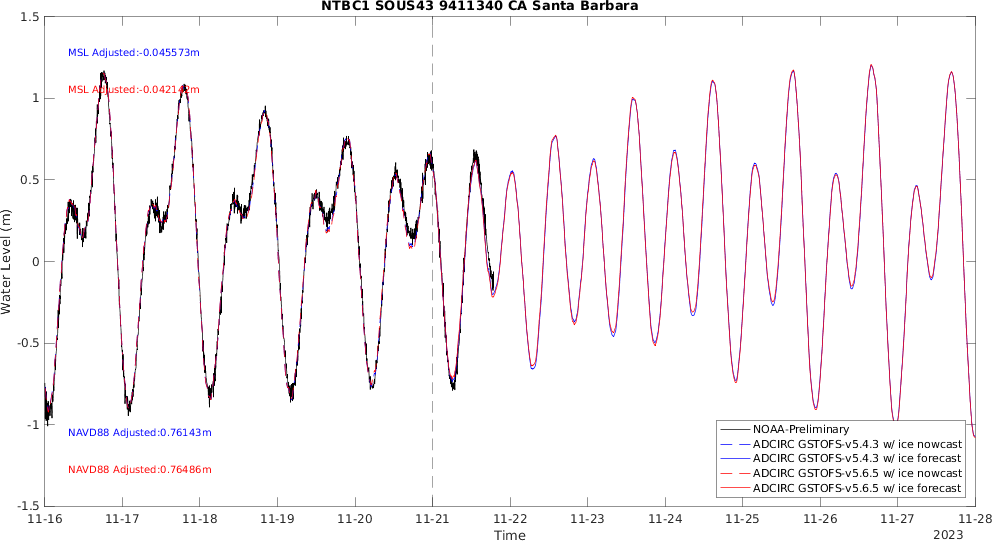 NTBC1 SOUS43 9411340 CA Santa Barbara
1.5
MSL Adjusted:-0.045573m
MSL Adjusted:-0.042142m
1
0.5
0
-0.5
-1
-1.5
Water Level (m)
NAVD88 Adjusted:0.76143m
NAVD88 Adjusted:0.76486m
NOAA-Preliminary
ADCIRC GSTOFS-v5.4.3 w/ ice nowcast
ADCIRC GSTOFS-v5.4.3 w/ ice forecast
ADCIRC GSTOFS-v5.6.5 w/ ice nowcast
ADCIRC GSTOFS-v5.6.5 w/ ice forecast
11-16 11-17 11-18 11-19 11-20 11-21 11-22 11-23 11-24 11-25 11-26 11-27 11-28
Time
2023